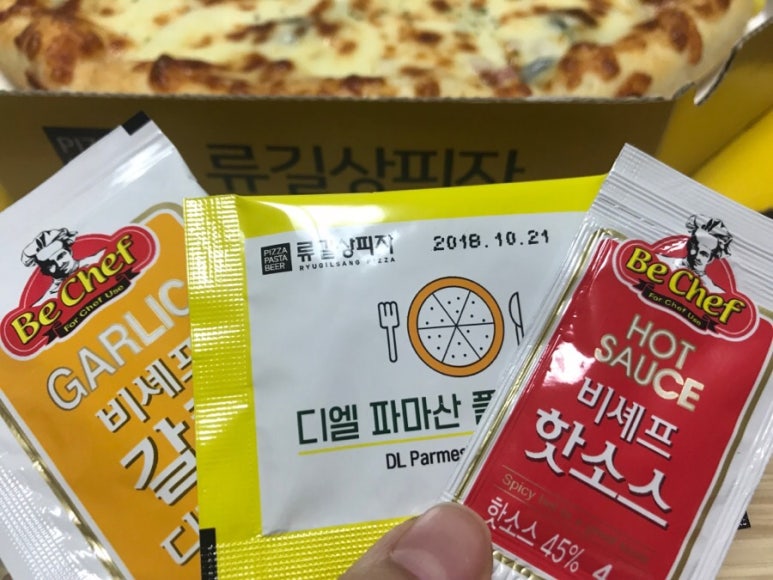 류길상피자
Be Chef
For Chef Use
GARLIC
비셰프
PIZZA
PASTA
BEER
류길상피자
RYUGILSANG PIZZA
2018.10.21
디엘 파마산
DL
Be Chef
For Chef Use
HOT
SAUCE
비셰프
핫소스
Spicy
핫소스 45%